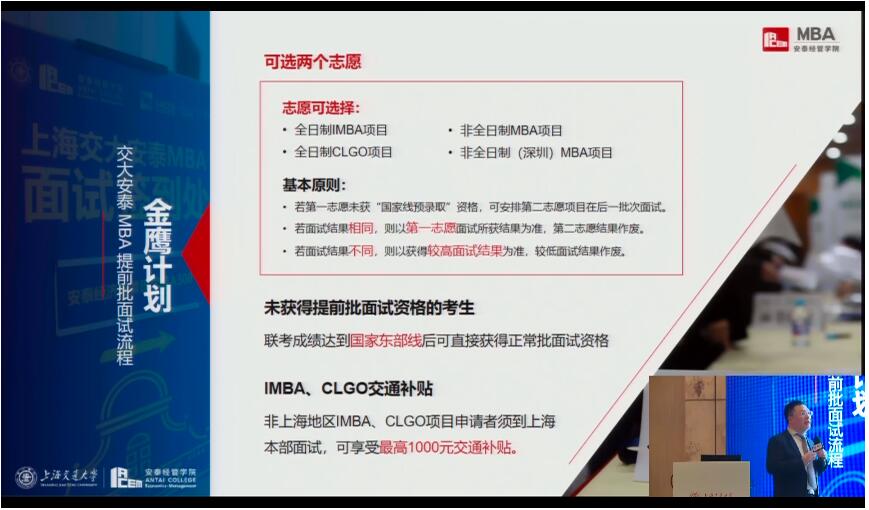 MBA
安泰经管学院
可选两个志愿
志愿可选择：
• 全日制IMBA项目
• 非全日制MBA项目
• 全日制CLGO项目
• 非全日制（深圳）MBA项目
基本原则：
• 若第一志愿未获“国家线预录取”资格，可安排第二志愿项目在后一批次面试。
• 若面试结果相同，则以第一志愿面试所获结果为准，第二志愿结果作废。
• 若面试结果不同，则以获得较高面试结果为准，较低面试结果作废。
未获得提前批面试资格的考生
联考成绩达到国家东部线后可直接获得正常批面试资格
IMBA、CLGO交通补贴
非上海地区IMBA、CLGO项目申请者须到上海
本部面试，可享受最高1000元交通补贴。
金鹰计划
交大安泰 MBA 提前批面试流程
上海交大安泰MBA
面试签到处
上海交通大学
安泰经管学院
ANTAI COLLEGE
Economics·Management
前批面试流程